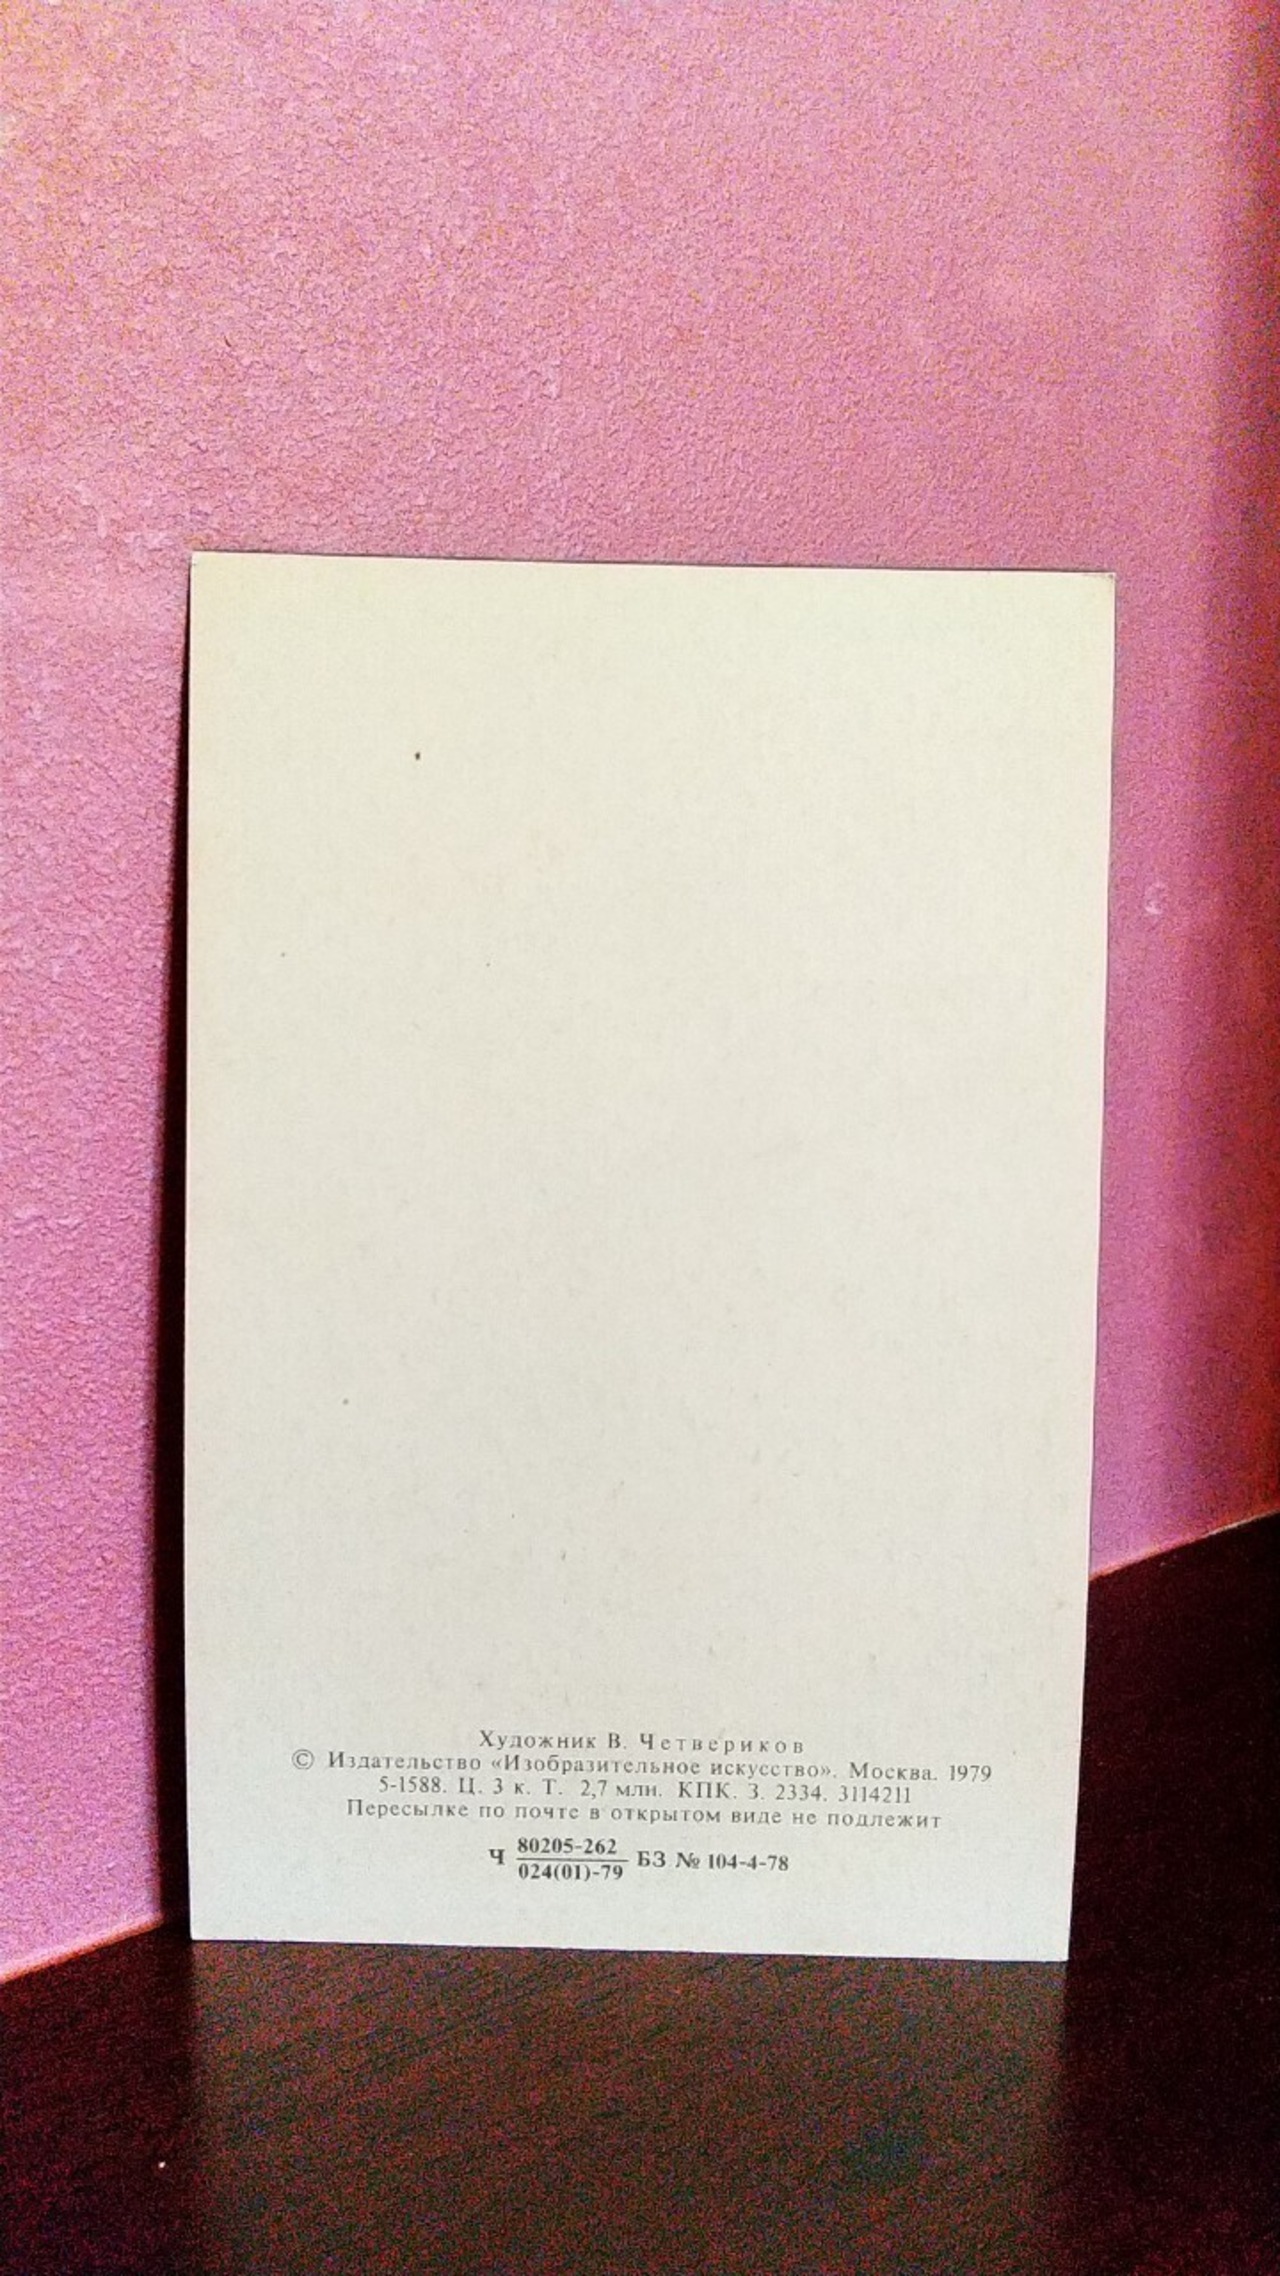 Художник В. Четвериков
© Издательство «Изобразительное искусство». Москва. 1979
5-1588. Ц. 3 к. Т. 2,7 млн. КПК. З. 2334. 3114211
Пересылке по почте в открытом виде не подлежит
Ч 80205-262 БЗ № 104-4-78
024(01)-79